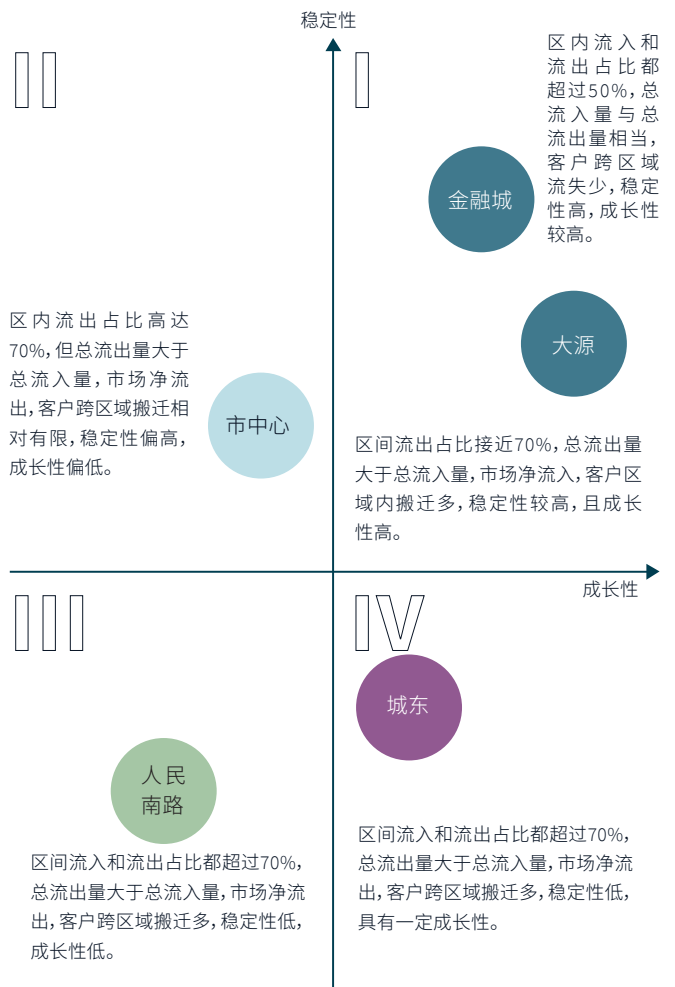 稳定性
II
I
区内流入和
流出占比都
超过50%，总
流入量与总
流出量相当，
客户跨区域
流失少，稳定
性高，成长性
较高。
金融城
大源
区内流出占比高达
70%，但总流出量大于
总流入量，市场净流
出，客户跨区域搬迁相
对有限，稳定性偏高，
成长性偏低。
市中心
区间流出占比接近70%，总流出量
大于总流入量，市场净流入，客户区
域内搬迁多，稳定性较高，且成长
性高。
成长性
III
IV
城东
人民
南路
区间流入和流出占比都超过70%，
总流出量大于总流入量，市场净流
出，客户跨区域搬迁多，稳定性低，
成长性低。
区间流入和流出占比都超过70%，
总流出量大于总流入量，市场净流
出，客户跨区域搬迁多，稳定性低，
具有一定成长性。